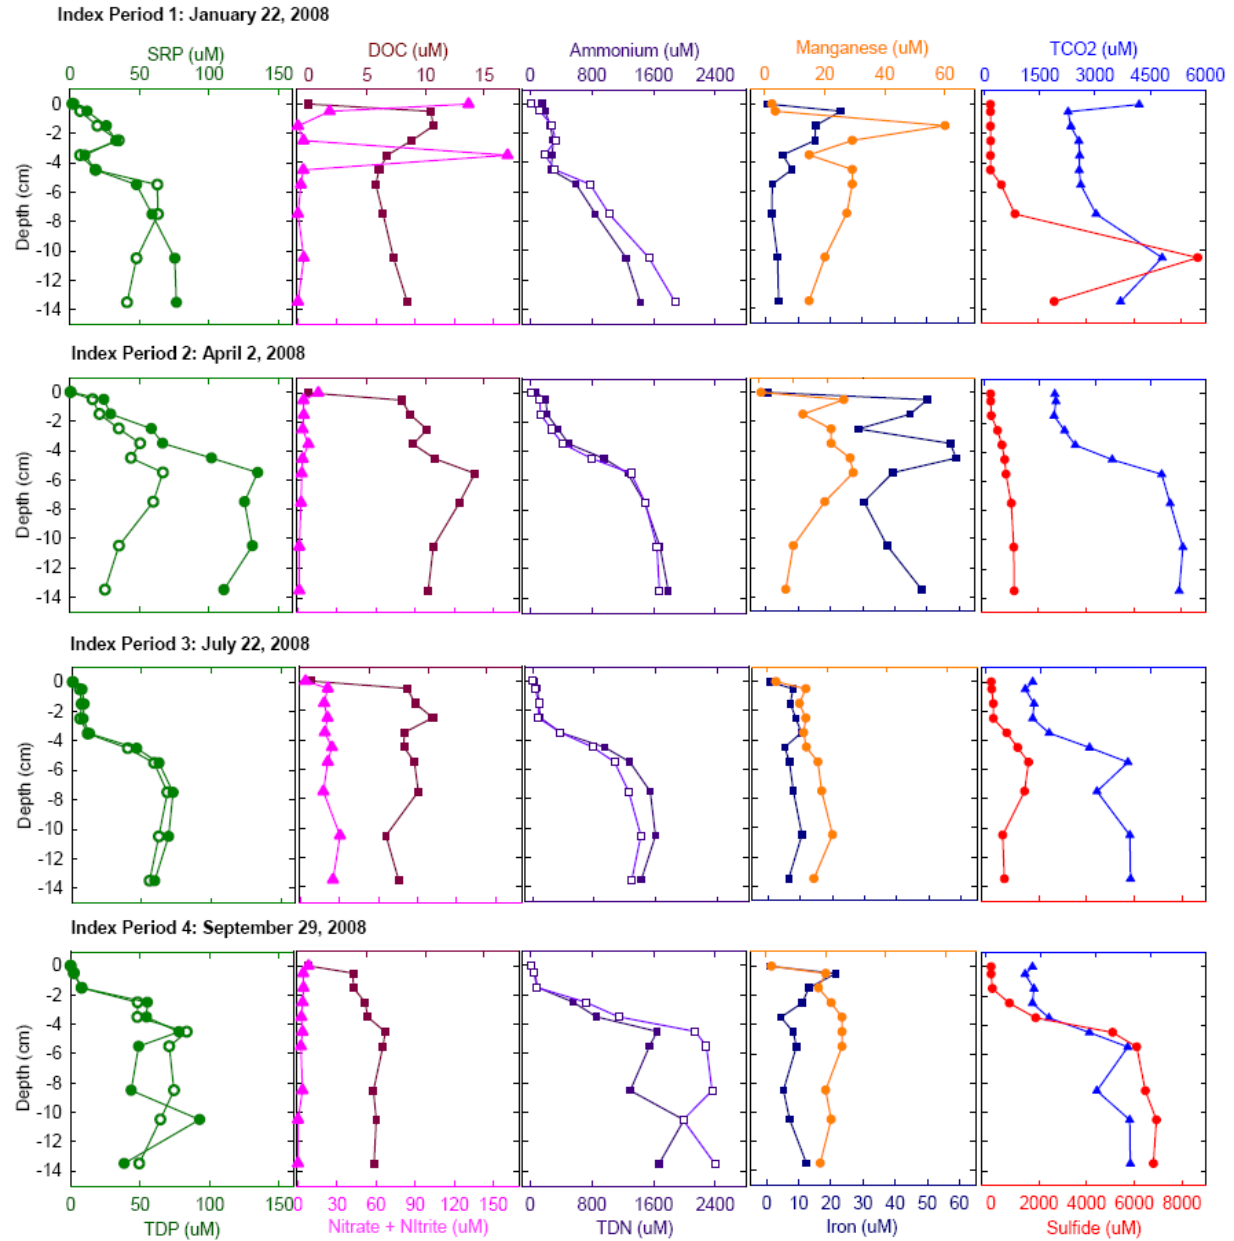 Index Period 1: January 22, 2008
SRP (uM) DOC (uM) Ammonium (uM) Manganese (uM) TCO2 (uM)
0 50 100 150 0 5 10 15 0 800 1600 2400 0 20 40 60 0 1500 3000 4500 6000
Depth (cm)
0
-2
-4
-6
-8
-10
-12
-14
Index Period 2: April 2, 2008
Depth (cm)
0
-2
-4
-6
-8
-10
-12
-14
Index Period 3: July 22, 2008
Depth (cm)
0
-2
-4
-6
-8
-10
-12
-14
Index Period 4: September 29, 2008
Depth (cm)
0
-2
-4
-6
-8
-10
-12
-14
0 50 100 1500 30 60 90 120 150 0 800 1600 2400 0 10 20 30 40 50 60 0 2000 4000 6000 8000
TDP (uM) Nitrate + NItrite (uM) TDN (uM) Iron (uM) Sulfide (uM)